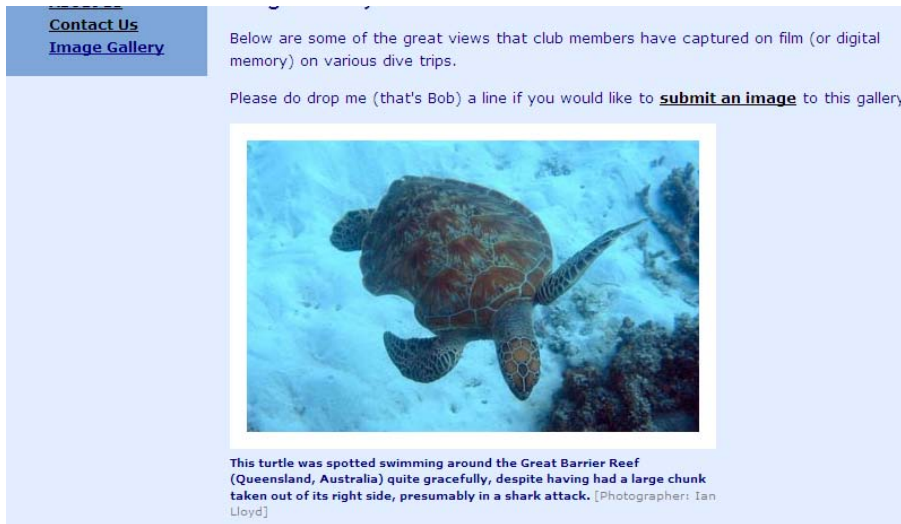 Contact Us
Image Gallery
Below are some of the great views that club members have captured on film (or digital
memory) on various dive trips.
Please do drop me (that's Bob) a line if you would like to submit an image to this gallery
This turtle was spotted swimming around the Great Barrier Reef
(Queensland, Australia) quite gracefully, despite having had a large chunk
taken out of its right side, presumably in a shark attack. [Photographer: Ian
Lloyd]